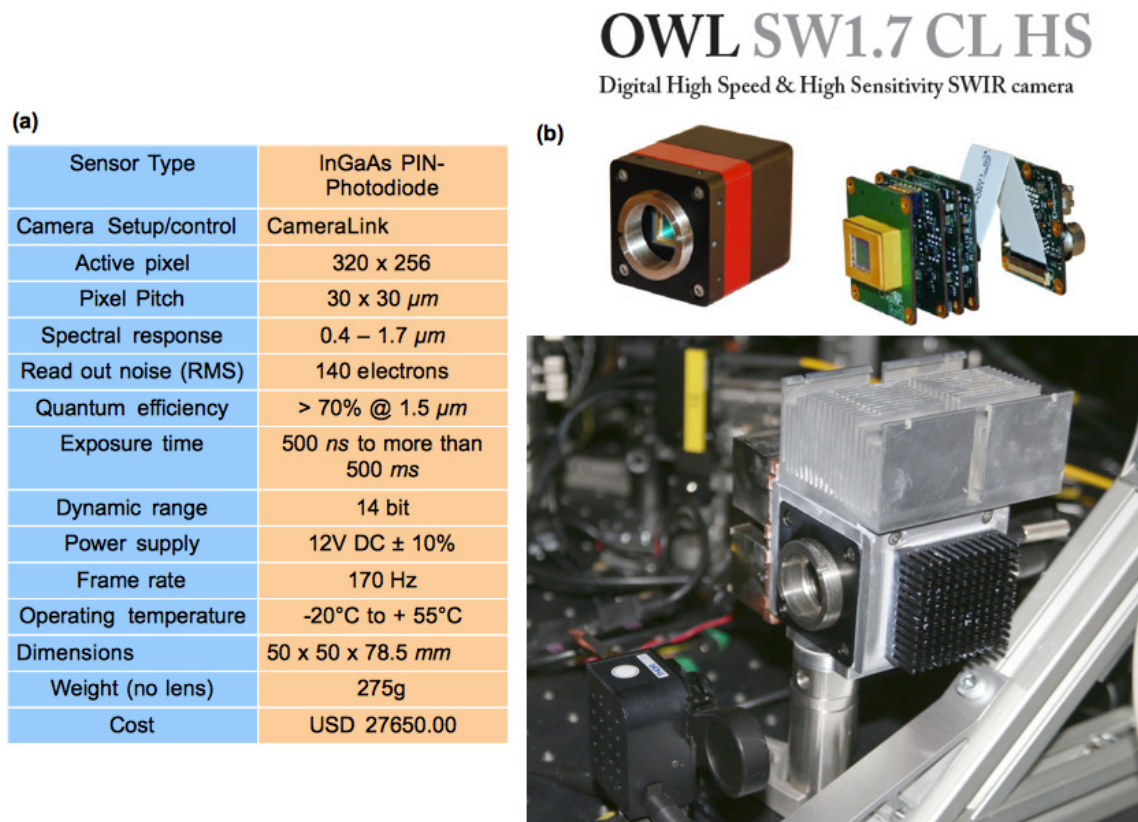 OWL SW1.7 CL HS
Digital High Speed & High Sensitivity SWIR camera
(a)
Sensor Type InGaAs PIN-
Photodiode
Camera Setup/control CameraLink
Active pixel 320 x 256
Pixel Pitch 30 x 30 µm
Spectral response 0.4 – 1.7 µm
Read out noise (RMS) 140 electrons
Quantum efficiency > 70% @ 1.5 µm
Exposure time 500 ns to more than
500 ms
Dynamic range 14 bit
Power supply 12V DC ± 10%
Frame rate 170 Hz
Operating temperature -20°C to + 55°C
Dimensions 50 x 50 x 78.5 mm
Weight (no lens) 275g
Cost USD 27650.00
(b)